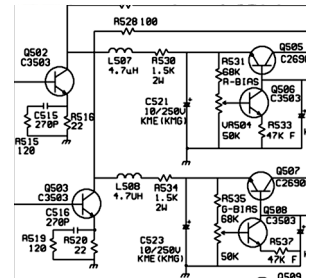 R528 100
Q502
C3503
L507
4.7uH
R530
1.5K
2W
R531
68K
R-BIAS
Q505
C2690
Q506
C3503
C515
270P
R516
22
C521
10/250V
KME(KMG)
VR504
50K
R533
47K F
R515
120
Q503
C3503
L508
4.7UH
R534
1.5K
2W
R535
G-BIAS
68K
Q507
C2690
Q508
C3503
C516
270P
R519
120
R520
22
C523
10/250V
KME(KMG)
50K
R537
47K F
Q509